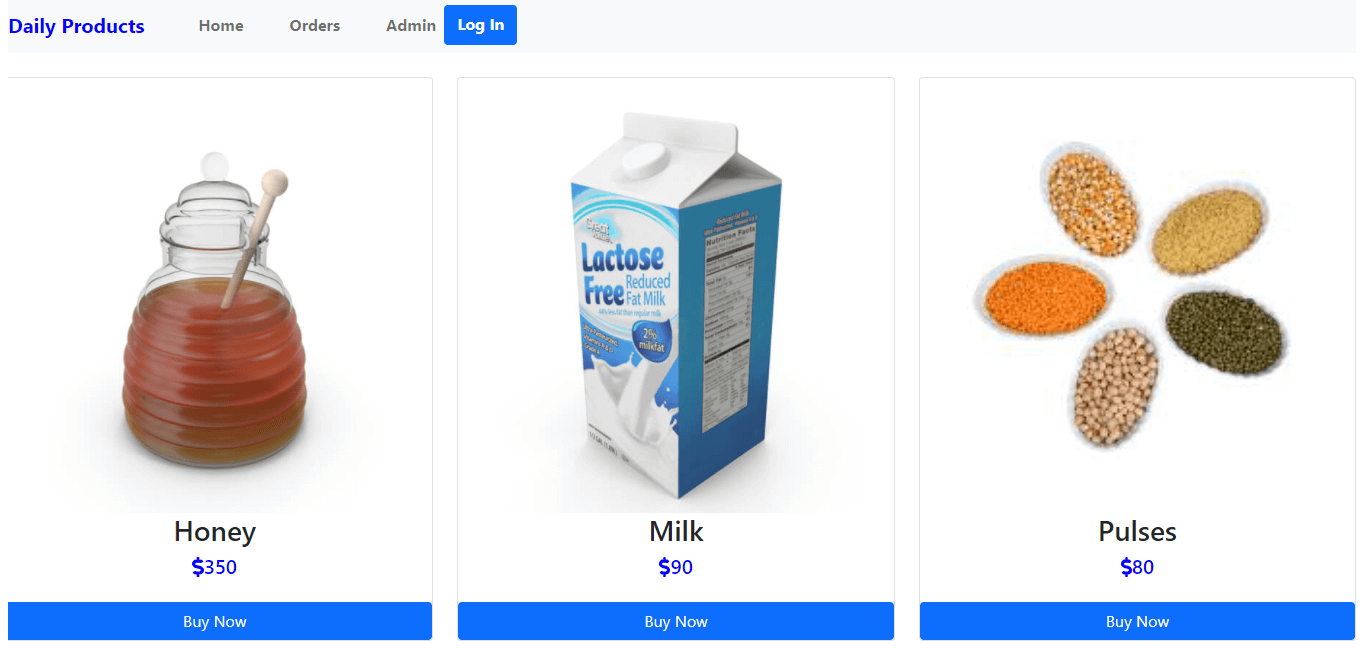 Daily Products Home Orders Admin Log In
Great
Value
Lactose
Free Reduced
Fat Milk
2%
milkfat
Nutrition Facts
Honey Milk Pulses
$350 $90 $80
Buy Now Buy Now Buy Now